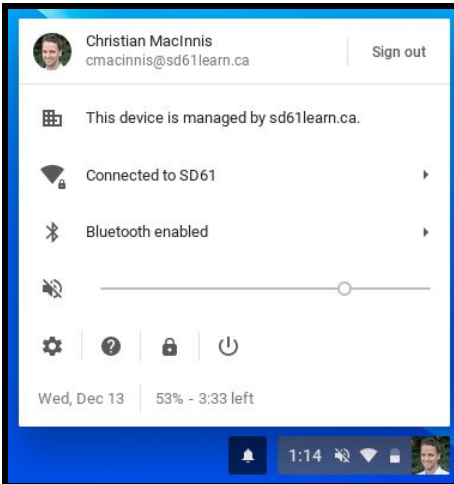 Christian MacInnis
cmacinnis@sd61learn.ca
Sign out
This device is managed by sd61learn.ca.
Connected to SD61
Bluetooth enabled
Wed, Dec 13
53% - 3:33 left
1:14